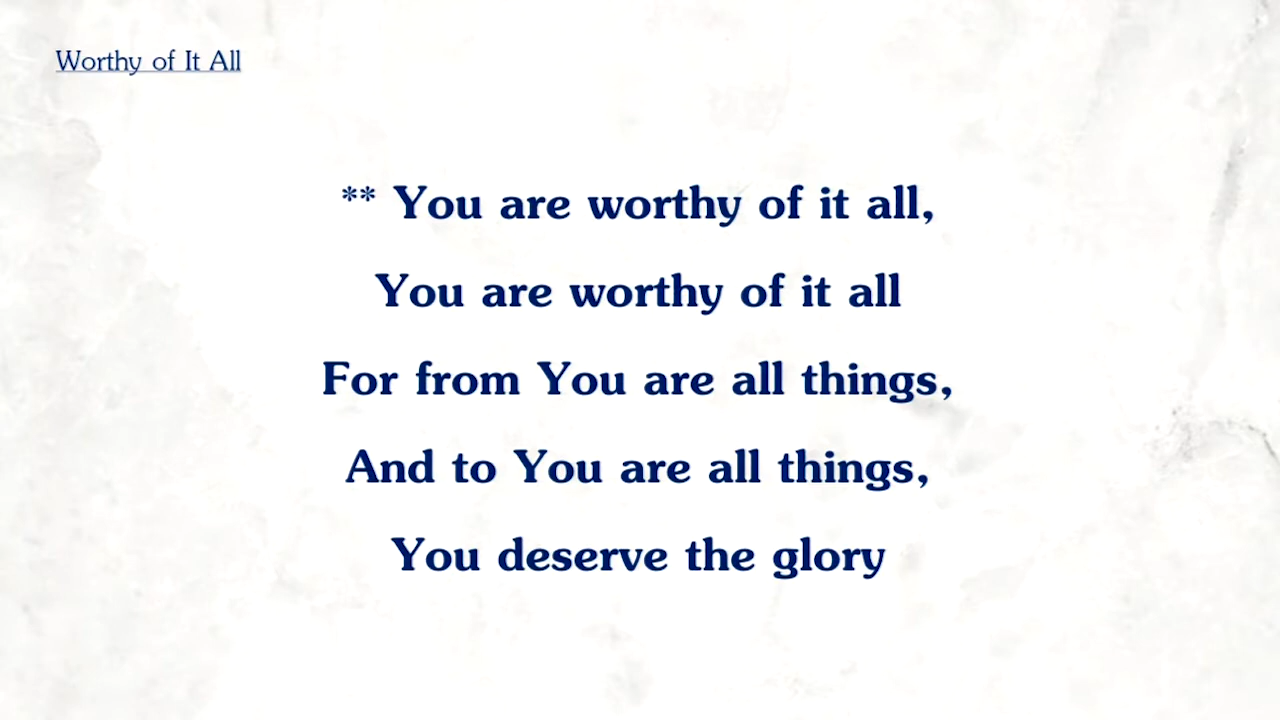 Worthy of It All
** You are worthy of it all,
You are worthy of it all
For from You are all things,
And to You are all things,
You deserve the glory